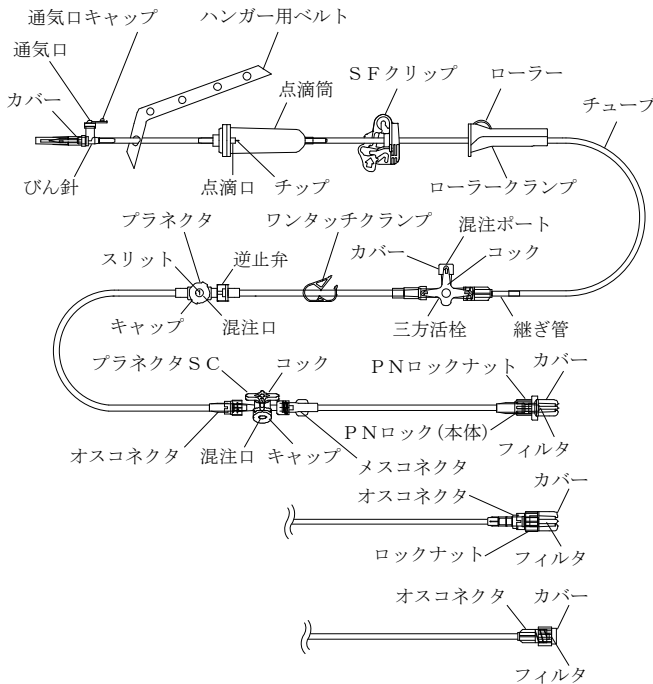 通気口キャップ
ハンガー用ベルト
通気口
SFクリップ
ローラー
点滴筒
カバー
チューブ
びん針
点滴口
チップ
ローラークランプ
プラネクタ
ワンタッチクランプ
混注ポート
カバー
コック
スリット
逆止弁
キャップ
混注口
三方活栓
継ぎ管
プラネクタSC
コック
PNロックナット
カバー
PNロック(本体)
フィルタ
オスコネクタ
混注口
キャップ
メスコネクタ
カバー
オスコネクタ
ロックナット
フィルタ
オスコネクタ
カバー
フィルタ